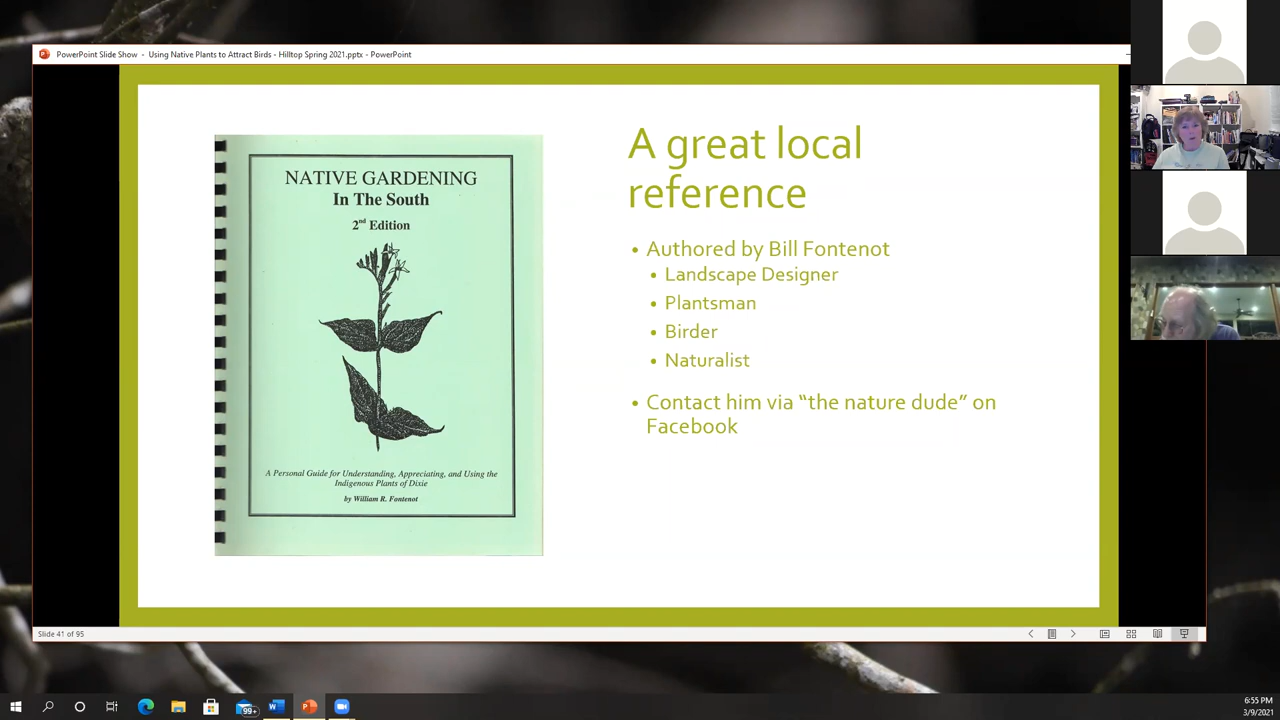 PowerPoint Slide Show - Using Native Plants to Attract Birds - Hilltop Spring 2021.pptx - PowerPoint
NATIVE GARDENING
In The South
2nd Edition
A Personal Guide for Understanding, Appreciating, and Using the
Indigenous Plants of Dixie
by William R. Fontenot
A great local
reference
• Authored by Bill Fontenot
• Landscape Designer
• Plantsman
• Birder
• Naturalist
• Contact him via “the nature dude” on
Facebook
Slide 41 of 95
99+
6:55 PM
3/9/2021